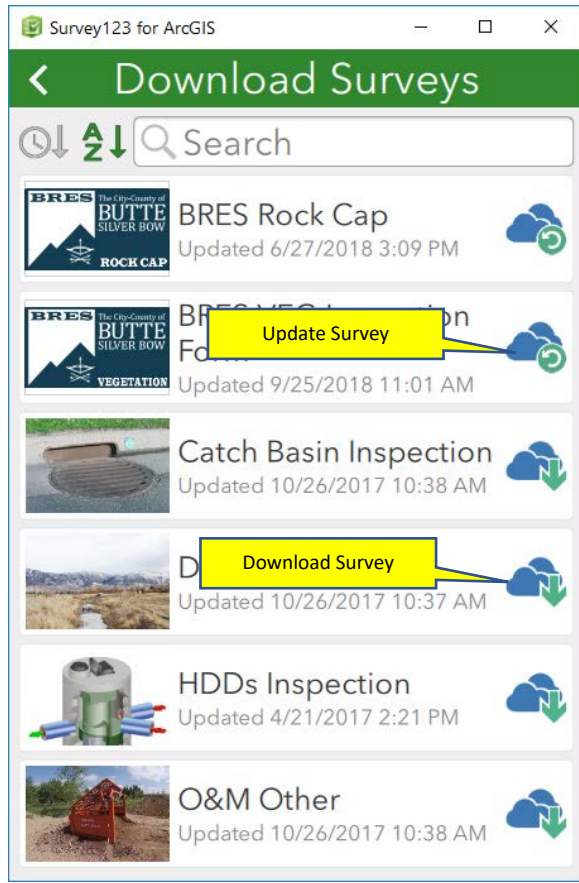 Survey123 for ArcGIS
Download Surveys
A
Z
Search
BRES The City-County of
BUTTE
SILVER BOW
ROCK CAP
BRES Rock Cap
Updated 6/27/2018 3:09 PM
BRES The City-County of
BUTTE
SILVER BOW
VEGETATION
Update Survey
Updated 9/25/2018 11:01 AM
Catch Basin Inspection
Updated 10/26/2017 10:38 AM
Download Survey
Updated 10/26/2017 10:37 AM
HDDs Inspection
Updated 4/21/2017 2:21 PM
O&M Other
Updated 10/26/2017 10:38 AM